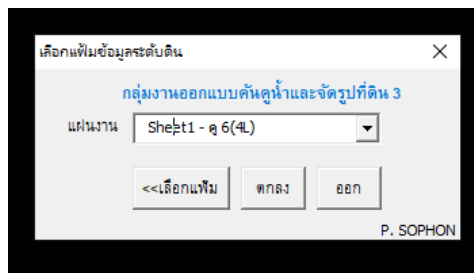 เลือกแฟ้มข้อมูลระดับดิน
กลุ่มงานออกแบบคันคูน้ำและจัดรูปที่ดิน 3
แผ่นงาน Sheet1 - คู 6(4L)
<<เลือกแฟ้ม ตกลง ออก
P. SOPHON